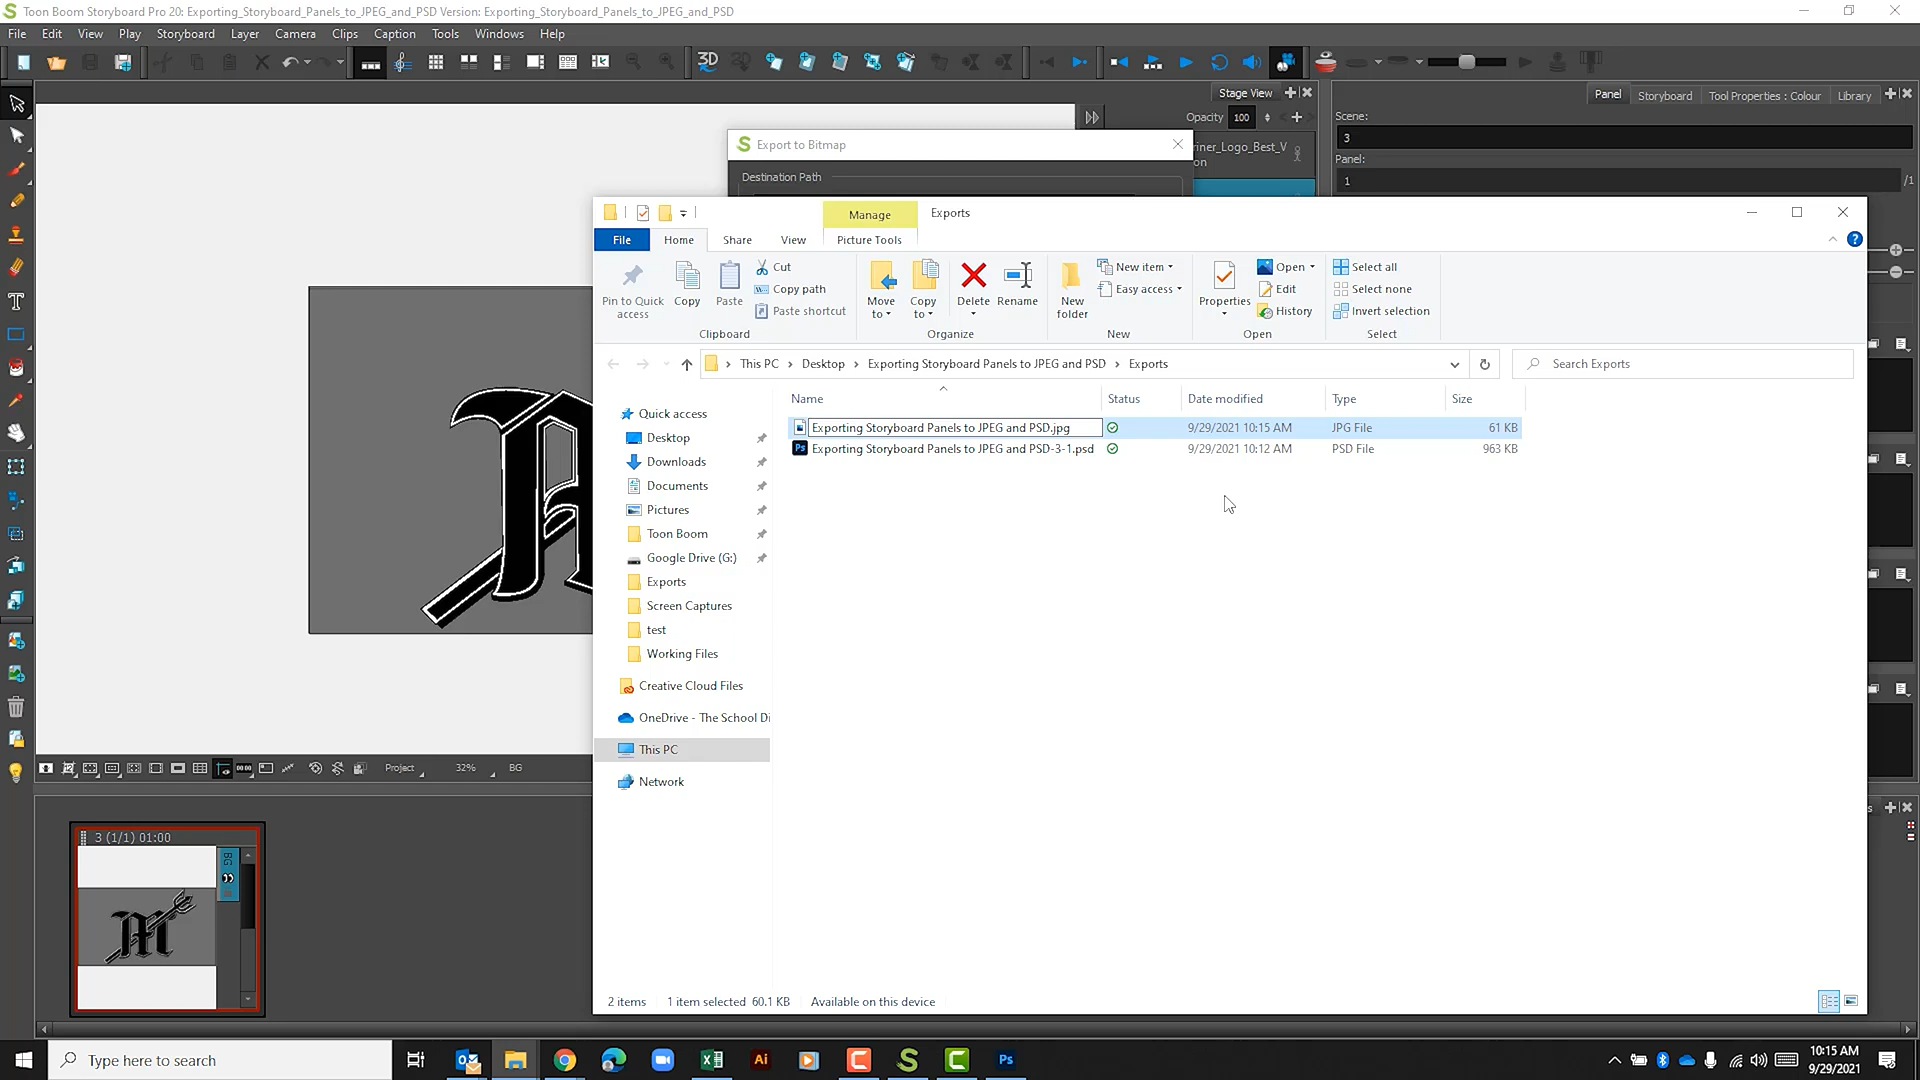 Toon Boom Storyboard Pro 20: Exporting_Storyboard_Panels_to_JPEG_and_PSD Version: Exporting_Storyboard_Panels_to_JPEG_and_PSD
File Edit View Play Storyboard Layer Camera Clips Caption Tools Windows Help
3D
Stage View
Panel Storyboard Tool Properties : Colour Library
Opacity 100
Scene:
3
Export to Bitmap
riner_Logo_Best_V
on
Panel:
1 /1
Destination Path
Manage Exports
File Home Share View Picture Tools
Pin to Quick access
Copy
Paste
Cut
Copy path
Paste shortcut
Clipboard
Move to
Copy to
Delete
Rename
Organize
New folder
New item
Easy access
New
Properties
Open
Edit
History
Open
Select all
Select none
Invert selection
Select
This PC > Desktop > Exporting Storyboard Panels to JPEG and PSD > Exports
Search Exports
Name Status Date modified Type Size
Exporting Storyboard Panels to JPEG and PSD.jpg 9/29/2021 10:15 AM JPG File 61 KB
Ps Exporting Storyboard Panels to JPEG and PSD-3-1.psd 9/29/2021 10:12 AM PSD File 963 KB
Quick access
Desktop
Downloads
Documents
Pictures
Toon Boom
Google Drive (G:)
Exports
Screen Captures
test
Working Files
Creative Cloud Files
OneDrive - The School Di
This PC
Network
Project 32% BG
3 (1/1) 01:00
BG
M
2 items 1 item selected 60.1 KB Available on this device
Type here to search
Ai
Ps
10:15 AM
9/29/2021